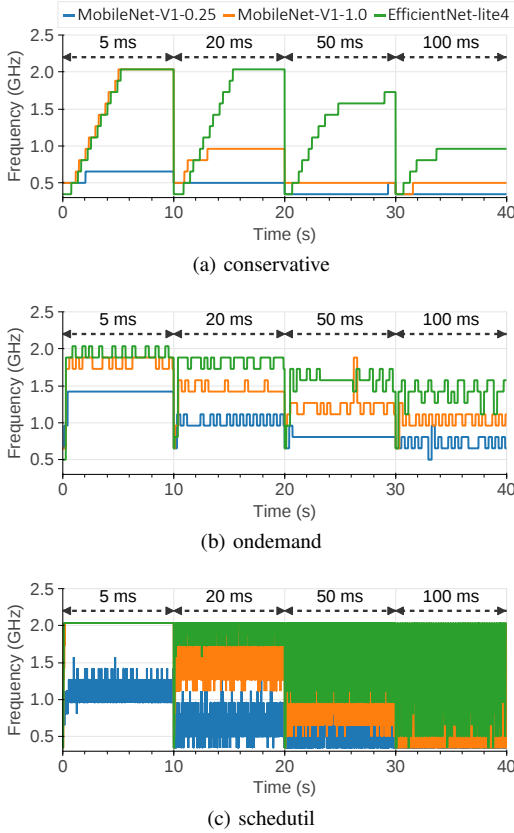 MobileNet-V1-0.25 MobileNet-V1-1.0 EfficientNet-lite4
Frequency (GHz)
2.5
2.0
1.5
1.0
0.5
5 ms 20 ms 50 ms 100 ms
0 10 20 30 40
Time (s)
(a) conservative
Frequency (GHz)
2.5
2.0
1.5
1.0
0.5
5 ms 20 ms 50 ms 100 ms
0 10 20 30 40
Time (s)
(b) ondemand
Frequency (GHz)
2.5
2.0
1.5
1.0
0.5
5 ms 20 ms 50 ms 100 ms
0 10 20 30 40
Time (s)
(c) schedutil